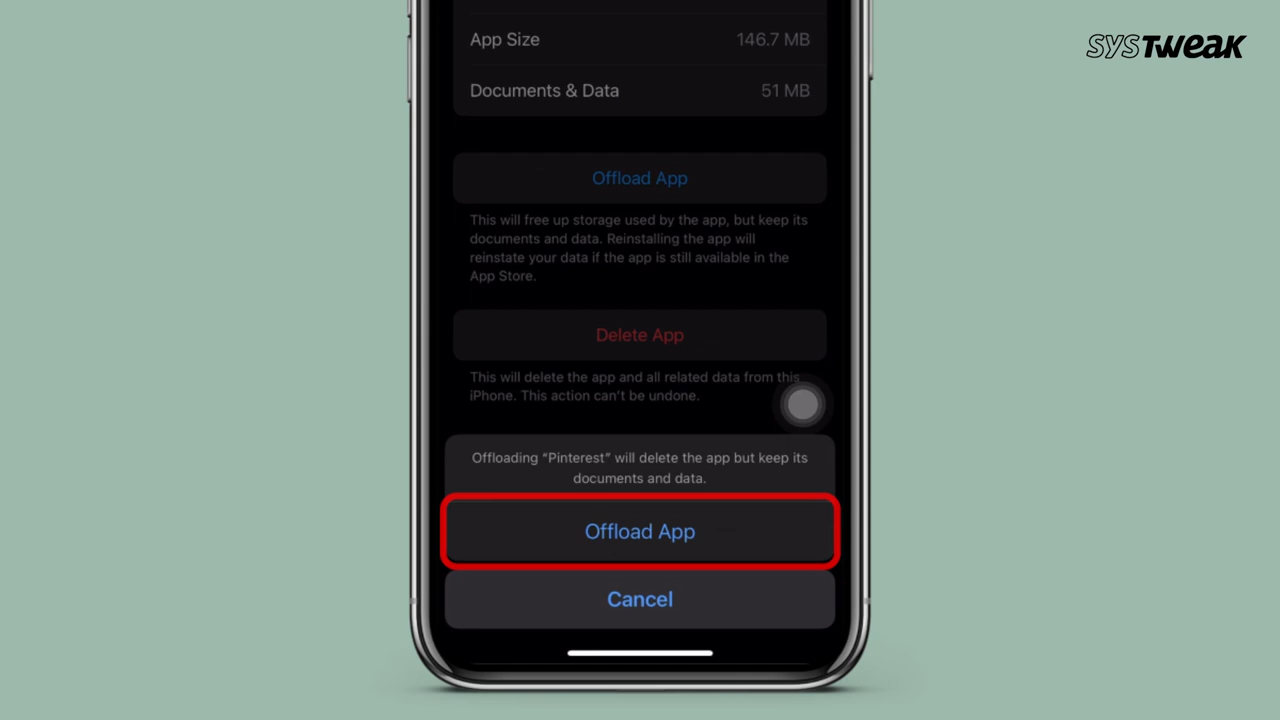 SYSTWEAK
App Size 146.7 MB
Documents & Data 51 MB
Offload App
This will free up storage used by the app, but keep its
documents and data. Reinstalling the app will
reinstate your data if the app is still available in the
App Store.
Delete App
This will delete the app and all related data from this
iPhone. This action can't be undone.
Offloading “Pinterest” will delete the app but keep its
documents and data.
Offload App
Cancel